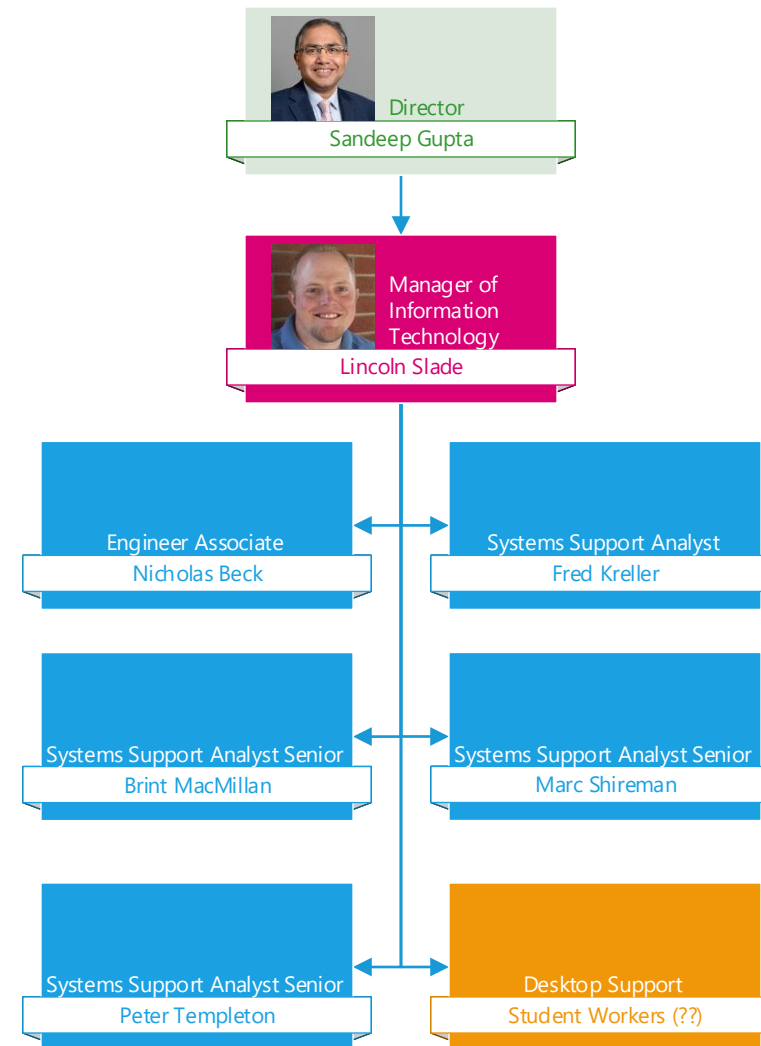 Director
Sandeep Gupta
Manager of
Information
Technology
Lincoln Slade
Engineer Associate
Nicholas Beck
Systems Support Analyst
Fred Kreller
Systems Support Analyst Senior
Brint MacMillan
Systems Support Analyst Senior
Marc Shireman
Systems Support Analyst Senior
Peter Templeton
Desktop Support
Student Workers (??)